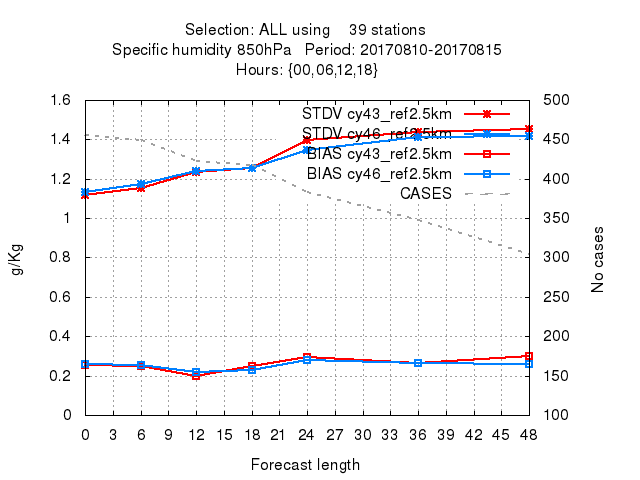 Selection: ALL using 39 stations
Specific humidity 850hPa Period: 20170810-20170815
Hours: {00,06,12,18}
1.6 500
STDV cy43_ref2.5km
1.4 STDV cy46_ref2.5km 450
BIAS cy43_ref2.5km
1.2 BIAS cy46_ref2.5km 400
CASES
1 350
g/Kg
0.8 300
No cases
0.6 250
0.4 200
0.2 150
0 100
0 3 6 9 12 15 18 21 24 27 30 33 36 39 42 45 48
Forecast length